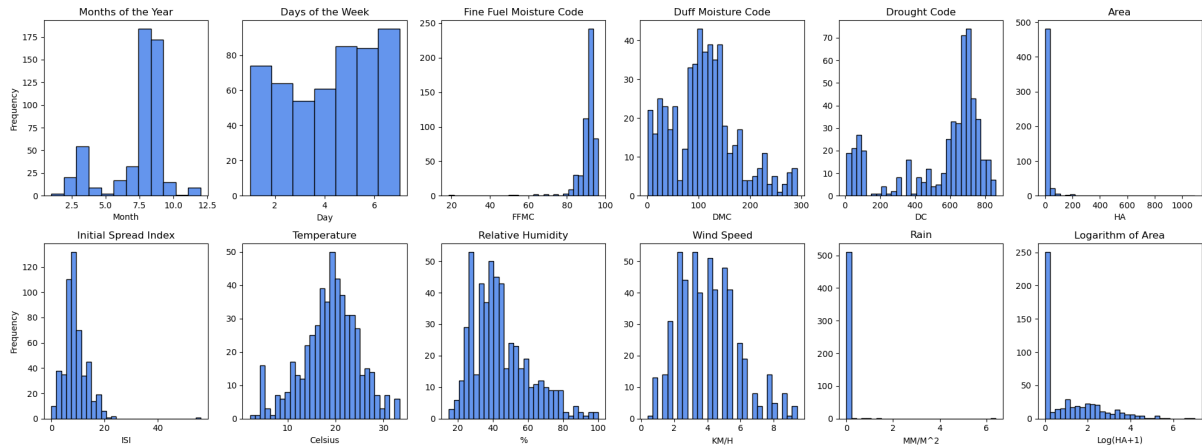 Months of the Year
Frequency
175
150
125
100
75
50
25
0
2.5 5.0 7.5 10.0 12.5
Month
Days of the Week
80
60
40
20
0
2 4 6
Day
Fine Fuel Moisture Code
250
200
150
100
50
0
20 40 60 80 100
FFMC
Duff Moisture Code
40
30
20
10
0
0 100 200 300
DMC
Drought Code
70
60
50
40
30
20
10
0
0 200 400 600 800
DC
Area
500
400
300
200
100
0
0 200 400 600 800 1000
HA
Initial Spread Index
Frequency
120
100
80
60
40
20
0
0 20 40
ISI
Temperature
50
40
30
20
10
0
10 20 30
Celsius
Relative Humidity
50
40
30
20
10
0
20 40 60 80 100
%
Wind Speed
50
40
30
20
10
0
2 4 6 8
KM/H
Rain
500
400
300
200
100
0
0 2 4 6
MM/M^2
Logarithm of Area
250
200
150
100
50
0
0 2 4 6
Log(HA+1)